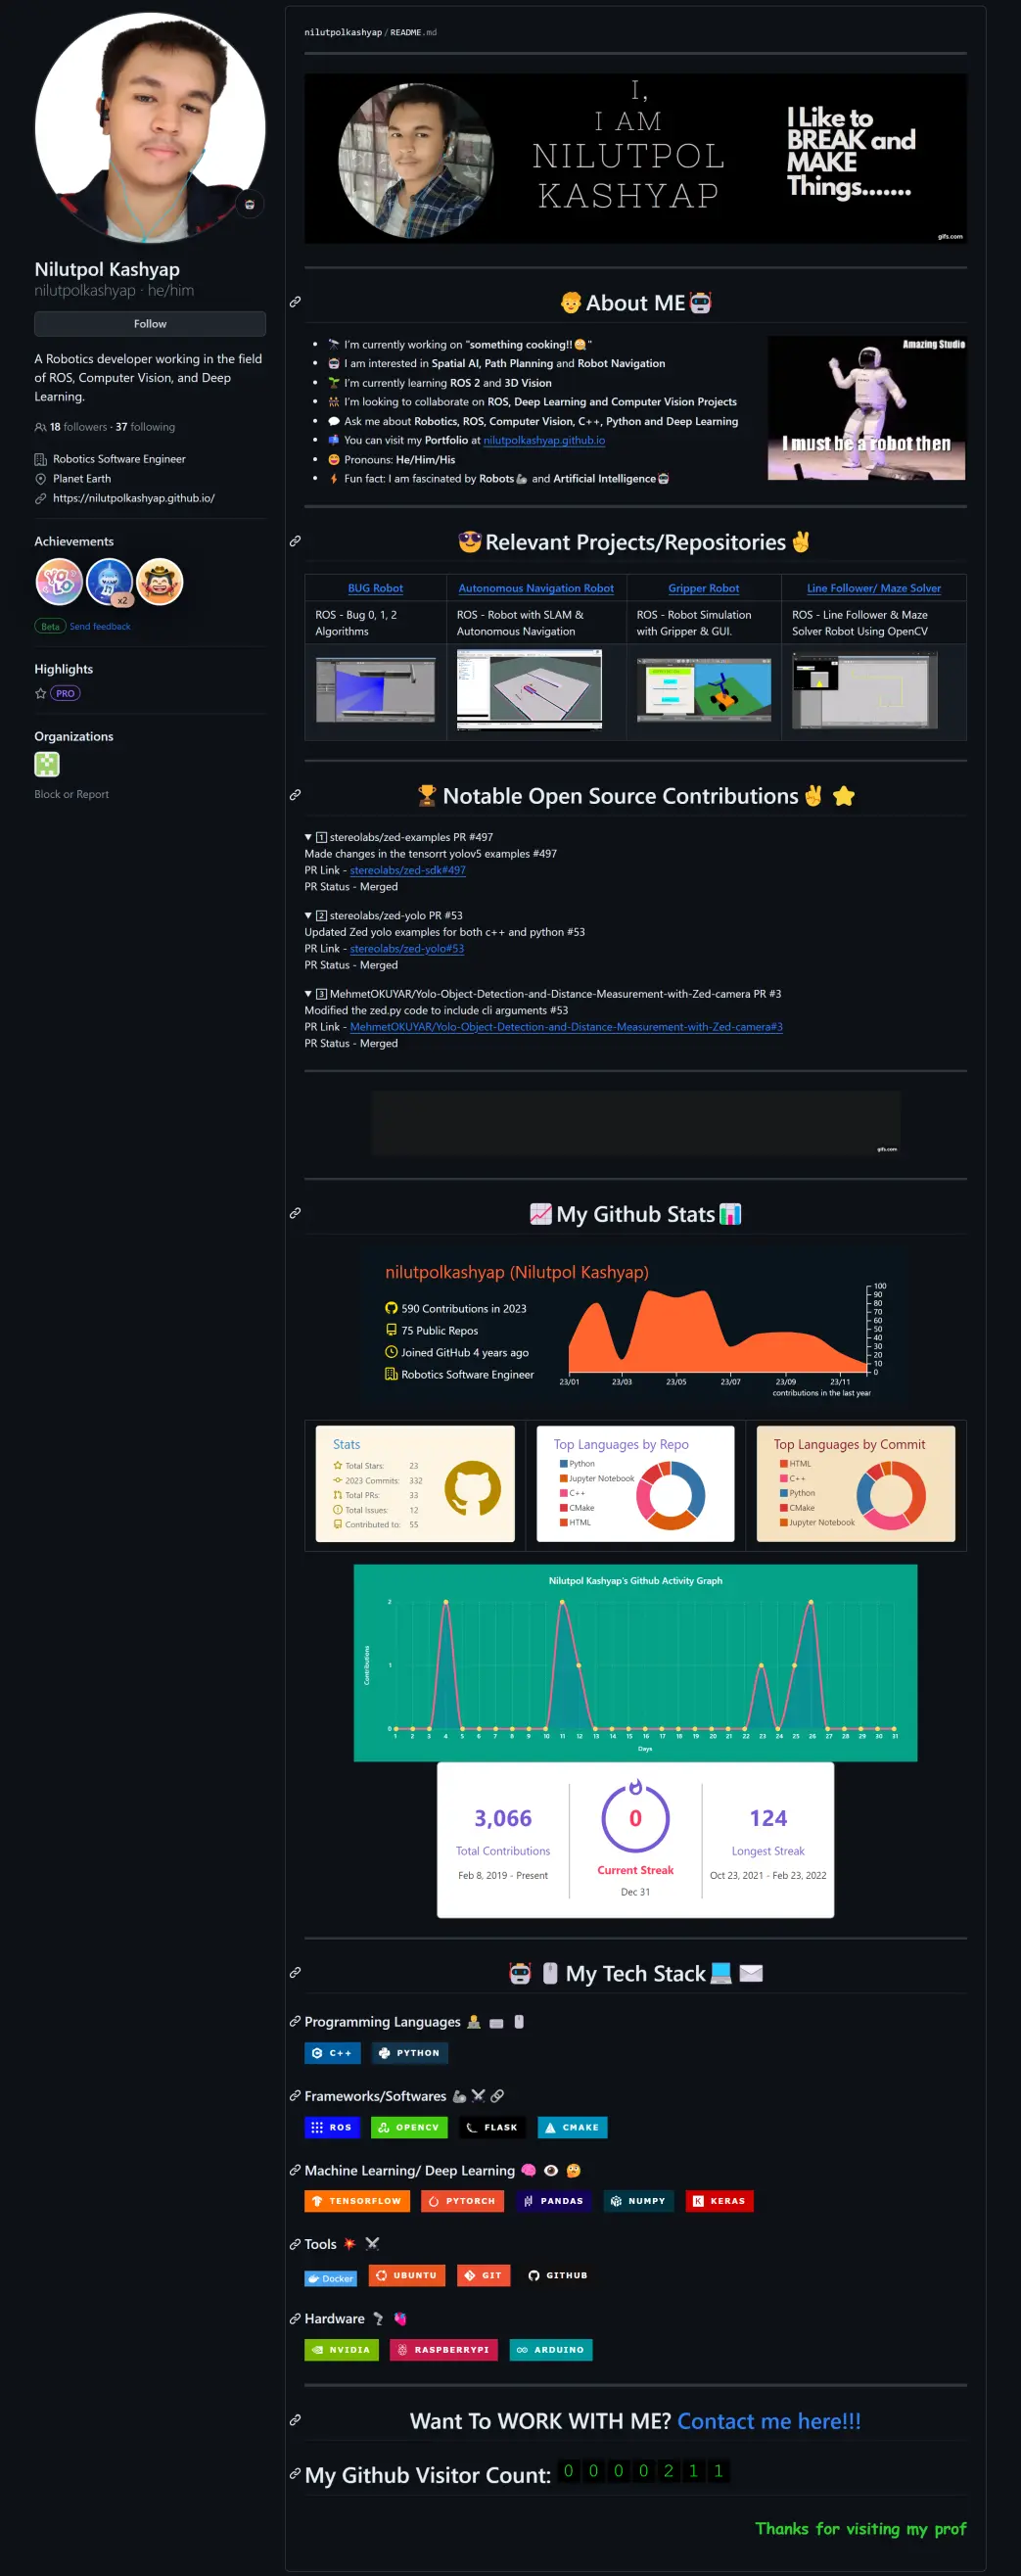 nilutpolkashyap / README.md
I,
I AM
NILUTPOL
KASHYAP
I Like to
BREAK and
MAKE
Things.......
gifs.com
Nilutpol Kashyap
nilutpolkashyap · he/him
Follow
A Robotics developer working in the field
of ROS, Computer Vision, and Deep
Learning.
18 followers · 37 following
Robotics Software Engineer
Planet Earth
https://nilutpolkashyap.github.io/
Achievements
YOLO
x2
Beta Send feedback
Highlights
PRO
Organizations
Block or Report
About ME
I'm currently working on "something cooking!!"
I am interested in Spatial AI, Path Planning and Robot Navigation
I'm currently learning ROS 2 and 3D Vision
I'm looking to collaborate on ROS, Deep Learning and Computer Vision Projects
Ask me about Robotics, ROS, Computer Vision, C++, Python and Deep Learning
You can visit my Portfolio at nilutpolkashyap.github.io
Pronouns: He/Him/His
Fun fact: I am fascinated by Robots and Artificial Intelligence
Amazing Studio
I must be a robot then
Relevant Projects/Repositories
BUG Robot
Autonomous Navigation Robot
Gripper Robot
Line Follower/ Maze Solver
ROS - Bug 0, 1, 2
Algorithms
ROS - Robot with SLAM &
Autonomous Navigation
ROS - Robot Simulation
with Gripper & GUI.
ROS - Line Follower & Maze
Solver Robot Using OpenCV
Notable Open Source Contributions
▼ 1 stereolabs/zed-examples PR #497
Made changes in the tensorrt yolov5 examples #497
PR Link - stereolabs/zed-sdk#497
PR Status - Merged
▼ 2 stereolabs/zed-yolo PR #53
Updated Zed yolo examples for both c++ and python #53
PR Link - stereolabs/zed-yolo#53
PR Status - Merged
▼ 3 MehmetOKUYAR/Yolo-Object-Detection-and-Distance-Measurement-with-Zed-camera PR #3
Modified the zed.py code to include cli arguments #53
PR Link - MehmetOKUYAR/Yolo-Object-Detection-and-Distance-Measurement-with-Zed-camera#3
PR Status - Merged
gifs.com
My Github Stats
nilutpolkashyap (Nilutpol Kashyap)
590 Contributions in 2023
75 Public Repos
Joined GitHub 4 years ago
Robotics Software Engineer
100
90
80
70
60
50
40
30
20
10
0
23/01 23/03 23/05 23/07 23/09 23/11
contributions in the last year
Stats
Total Stars: 23
2023 Commits: 332
Total PRs: 33
Total Issues: 12
Contributed to: 55
Top Languages by Repo
Python
Jupyter Notebook
C++
CMake
HTML
Top Languages by Commit
HTML
C++
Python
CMake
Jupyter Notebook
Nilutpol Kashyap's Github Activity Graph
2
1
0
Contributions
1 2 3 4 5 6 7 8 9 10 11 12 13 14 15 16 17 18 19 20 21 22 23 24 25 26 27 28 29 30 31
Days
3,066
Total Contributions
Feb 8, 2019 - Present
0
Current Streak
Dec 31
124
Longest Streak
Oct 23, 2021 - Feb 23, 2022
My Tech Stack
Programming Languages
C++ PYTHON
Frameworks/Softwares
ROS OPENCV FLASK CMAKE
Machine Learning/ Deep Learning
TENSORFLOW PYTORCH PANDAS NUMPY KERAS
Tools
Docker UBUNTU GIT GITHUB
Hardware
NVIDIA RASPBERRYPI ARDUINO
Want To WORK WITH ME? Contact me here!!!
My Github Visitor Count: 0 0 0 0 2 1 1
Thanks for visiting my prof